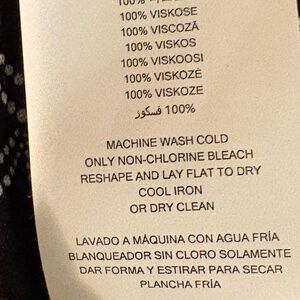 100% VISKOSE
100% VISCOZĂ
100% VISKOS
100% VISKOOSI
100% VISKOZĖ
100% VISKOZE
100% فسكوز
MACHINE WASH COLD
ONLY NON-CHLORINE BLEACH
RESHAPE AND LAY FLAT TO DRY
COOL IRON
OR DRY CLEAN
LAVADO A MÁQUINA CON AGUA FRÍA
BLANQUEADOR SIN CLORO SOLAMENTE
DAR FORMA Y ESTIRAR PARA SECAR
PLANCHA FRÍA